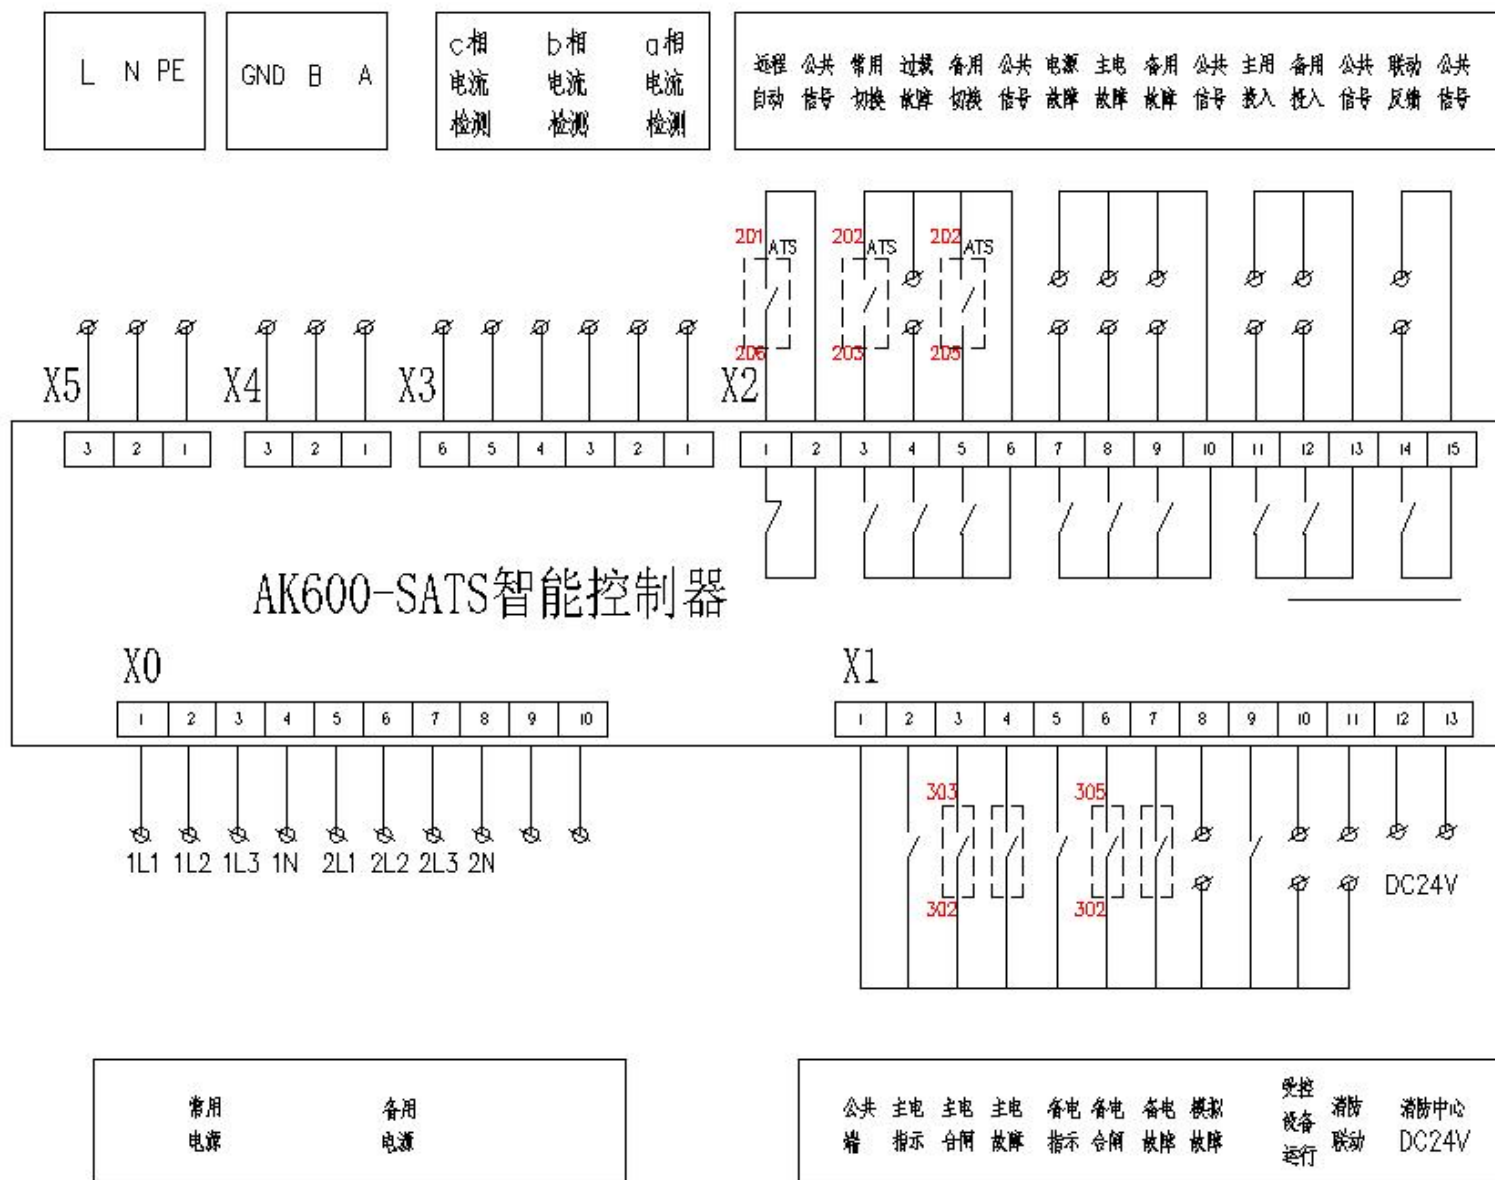 L N PE
GND B A
c相 b相 a相
电流 电流 电流
检测 检测 检测
远程 公共 常用 过载 备用 公共 电源 主电 备用 公共 主用 备用 公共 联动 公共
自动 信号 切换 故障 切换 信号 故障 故障 故障 信号 投入 投入 信号 反馈 信号
201 ATS 202 ATS 202 ATS
206 203 205
X5 X4 X3 X2
3 2 1 3 2 1 6 5 4 3 2 1 1 2 3 4 5 6 7 8 9 10 11 12 13 14 15
AK600-SATS智能控制器
X0 X1
1 2 3 4 5 6 7 8 9 10 1 2 3 4 5 6 7 8 9 10 11 12 13
303 305
1L1 1L2 1L3 1N 2L1 2L2 2L3 2N
302 302
DC24V
常用 备用
电源 电源
公共 主电 主电 主电 备电 备电 备电 模拟
端 指示 合闸 故障 指示 合闸 故障 故障
受控
设备
运行
消防
联动
消防中心
DC24V